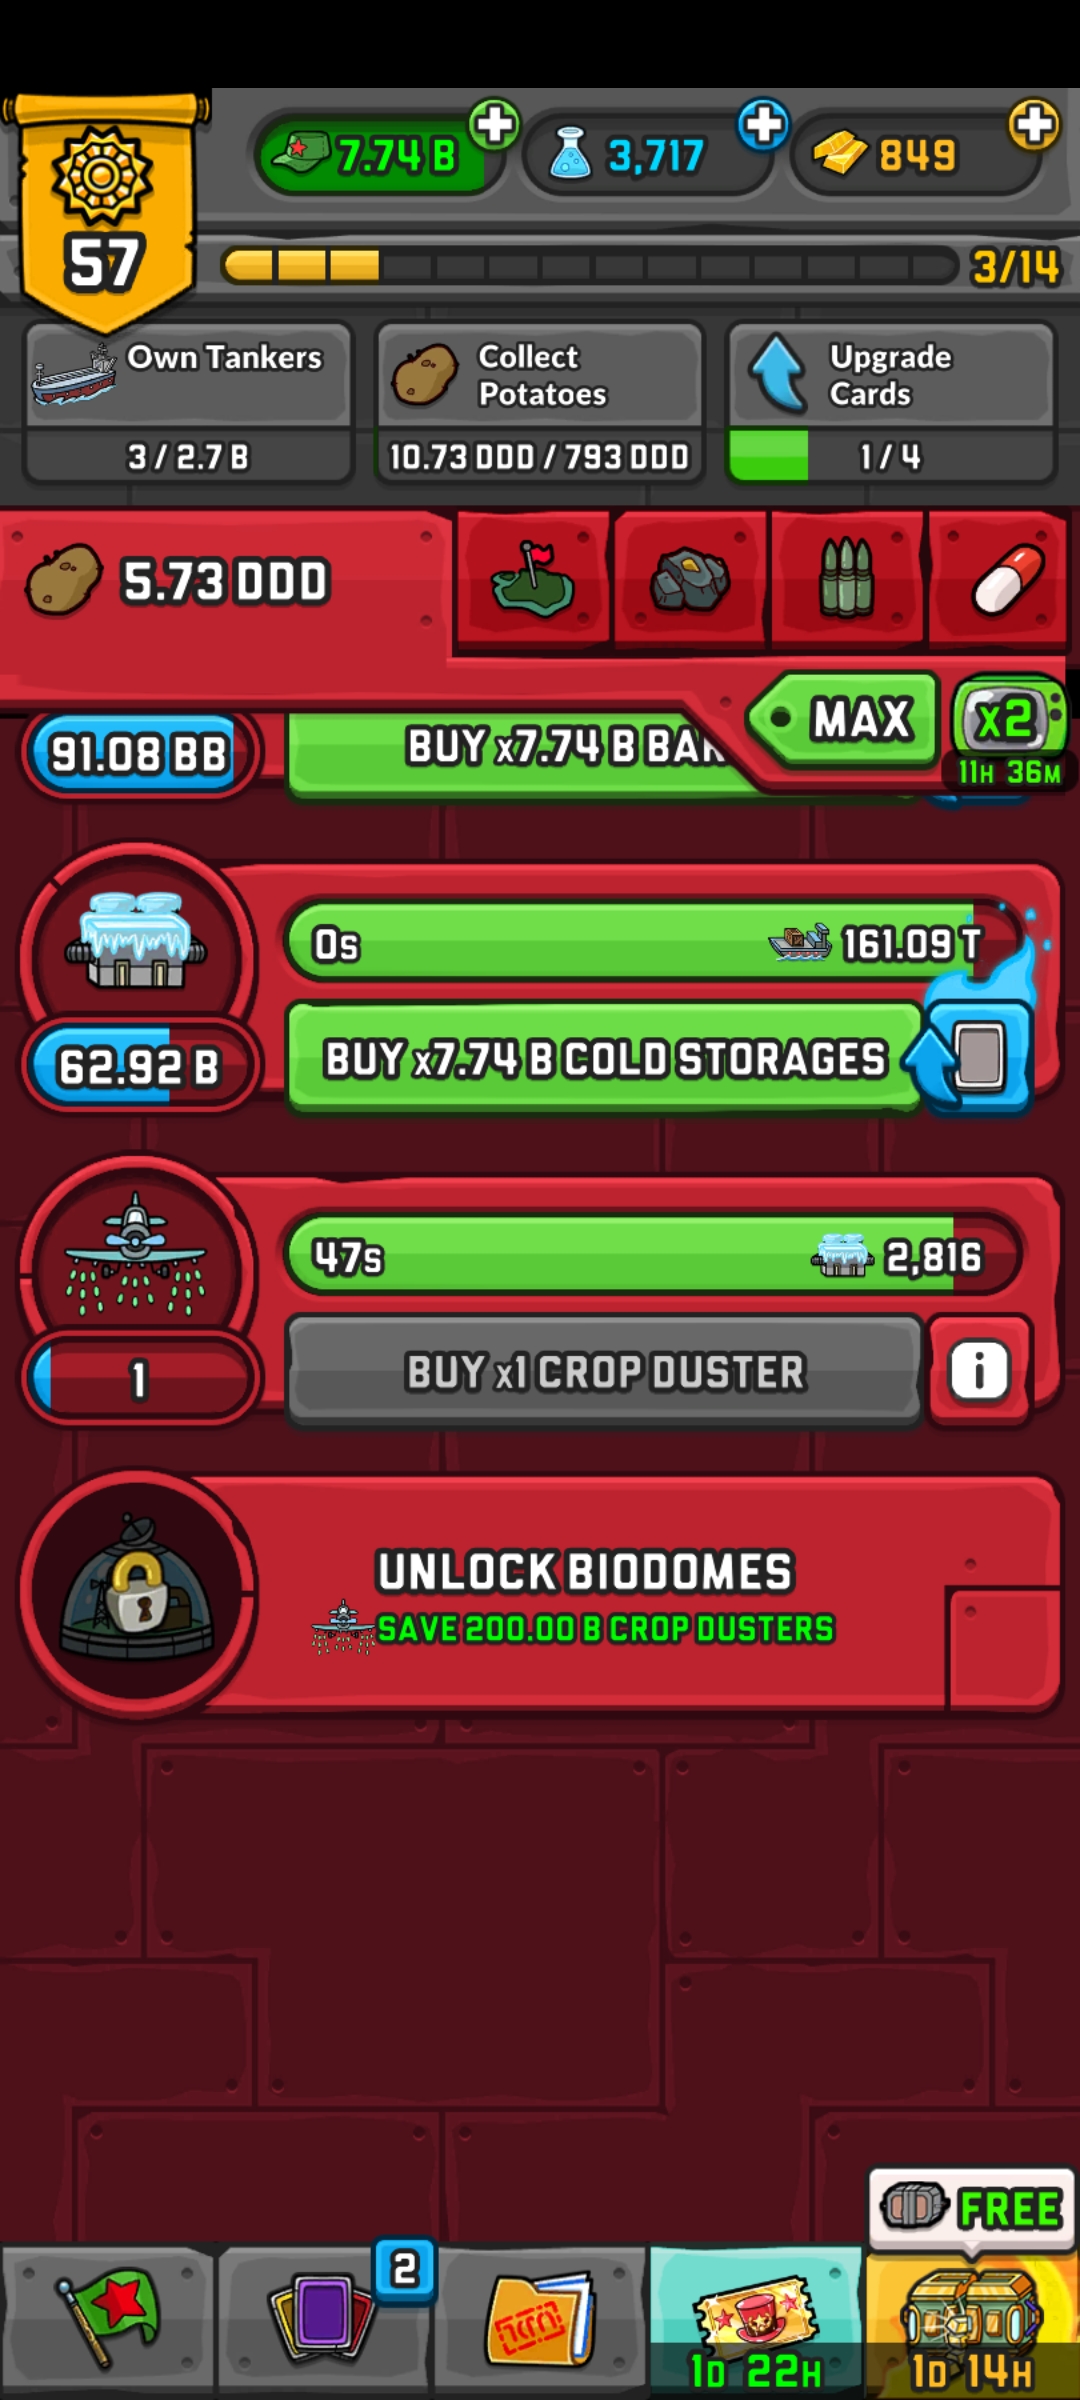 57
7.74 B
3,717
849
3/14
Own Tankers
3 / 2.7 B
Collect
Potatoes
10.73 DDD / 793 DDD
Upgrade
Cards
1 / 4
5.73 DDD
MAX
x2
11H 36M
91.08 BB
BUY x7.74 B BAR
0s
161.09 T
62.92 B
BUY x7.74 B COLD STORAGES
47s
2,816
1
BUY x1 CROP DUSTER
i
UNLOCK BIODOMES
SAVE 200.00 B CROP DUSTERS
FREE
2
1D 22H
1D 14H